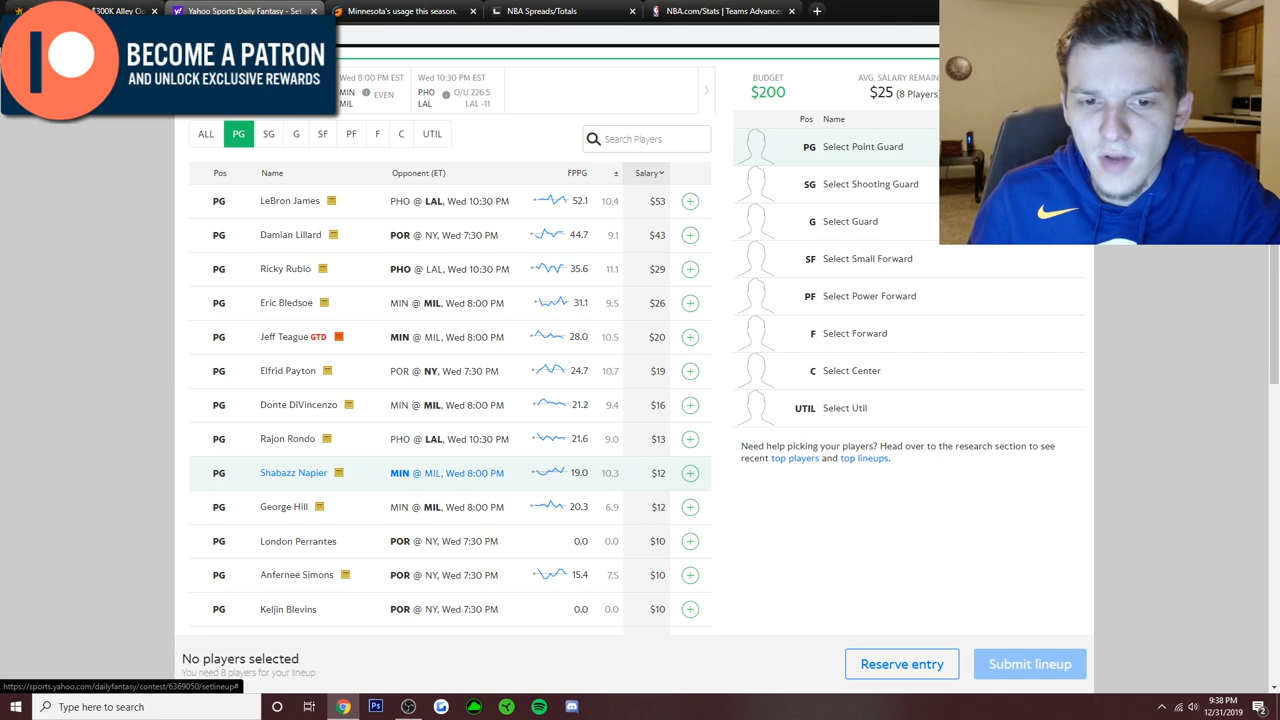 $300K Alley O
Minnesota's usage this season.
NBA Spreads/Totals
NBA.com/Stats | Teams Advance
BECOME A PATRON
AND UNLOCK EXCLUSIVE REWARDS
Wed 8:00 PM EST
MIN
MIL
EVEN
Wed 10:30 PM EST
PHO
LAL
O/U 226.5
LAL -11
BUDGET
$200
AVG. SALARY REMAIN
$25 (8 Players)
ALL PG SG G SF PF F C UTIL
Search Players
Pos Name Opponent (ET) FPPG ± Salary
PG LeBron James PHO @ LAL, Wed 10:30 PM 52.1 10.4 $53
PG Damian Lillard POR @ NY, Wed 7:30 PM 44.7 9.1 $43
PG Ricky Rubio PHO @ LAL, Wed 10:30 PM 35.6 11.1 $29
PG Eric Bledsoe MIN @ MIL, Wed 8:00 PM 31.1 9.5 $26
PG Jeff Teague GTD MIN @ MIL, Wed 8:00 PM 28.0 10.5 $20
PG Elfrid Payton POR @ NY, Wed 7:30 PM 24.7 10.7 $19
PG Donte DiVincenzo MIN @ MIL, Wed 8:00 PM 21.2 9.4 $16
PG Rajon Rondo PHO @ LAL, Wed 10:30 PM 21.6 9.0 $13
PG Shabazz Napier MIN @ MIL, Wed 8:00 PM 19.0 10.3 $12
PG George Hill MIN @ MIL, Wed 8:00 PM 20.3 6.9 $12
PG London Perrantes POR @ NY, Wed 7:30 PM 0.0 0.0 $10
PG Anfernee Simons POR @ NY, Wed 7:30 PM 15.4 7.5 $10
PG Keljin Blevins POR @ NY, Wed 7:30 PM 0.0 0.0 $10
Pos Name
PG Select Point Guard
SG Select Shooting Guard
G Select Guard
SF Select Small Forward
PF Select Power Forward
F Select Forward
C Select Center
UTIL Select Util
Need help picking your players? Head over to the research section to see
recent top players and top lineups.
No players selected
You need 8 players for your lineup
Reserve entry
Submit lineup
https://sports.yahoo.com/dailyfantasy/contest/6369050/setlineup#
Type here to search
9:38 PM
12/31/2019